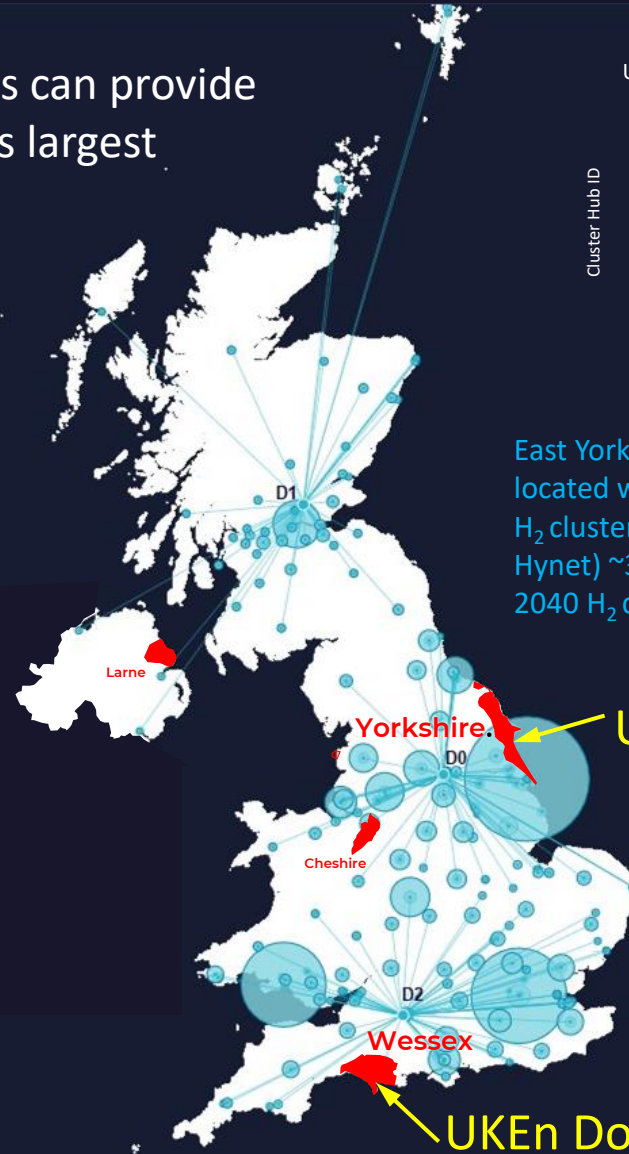 s can provide
s largest
U
Cluster Hub ID
East York
located w
H₂ cluster
Hynet) ~3
2040 H₂ c
D1
Larne
Yorkshire.
U
D0
Cheshire
D2
Wessex
UKEn Do